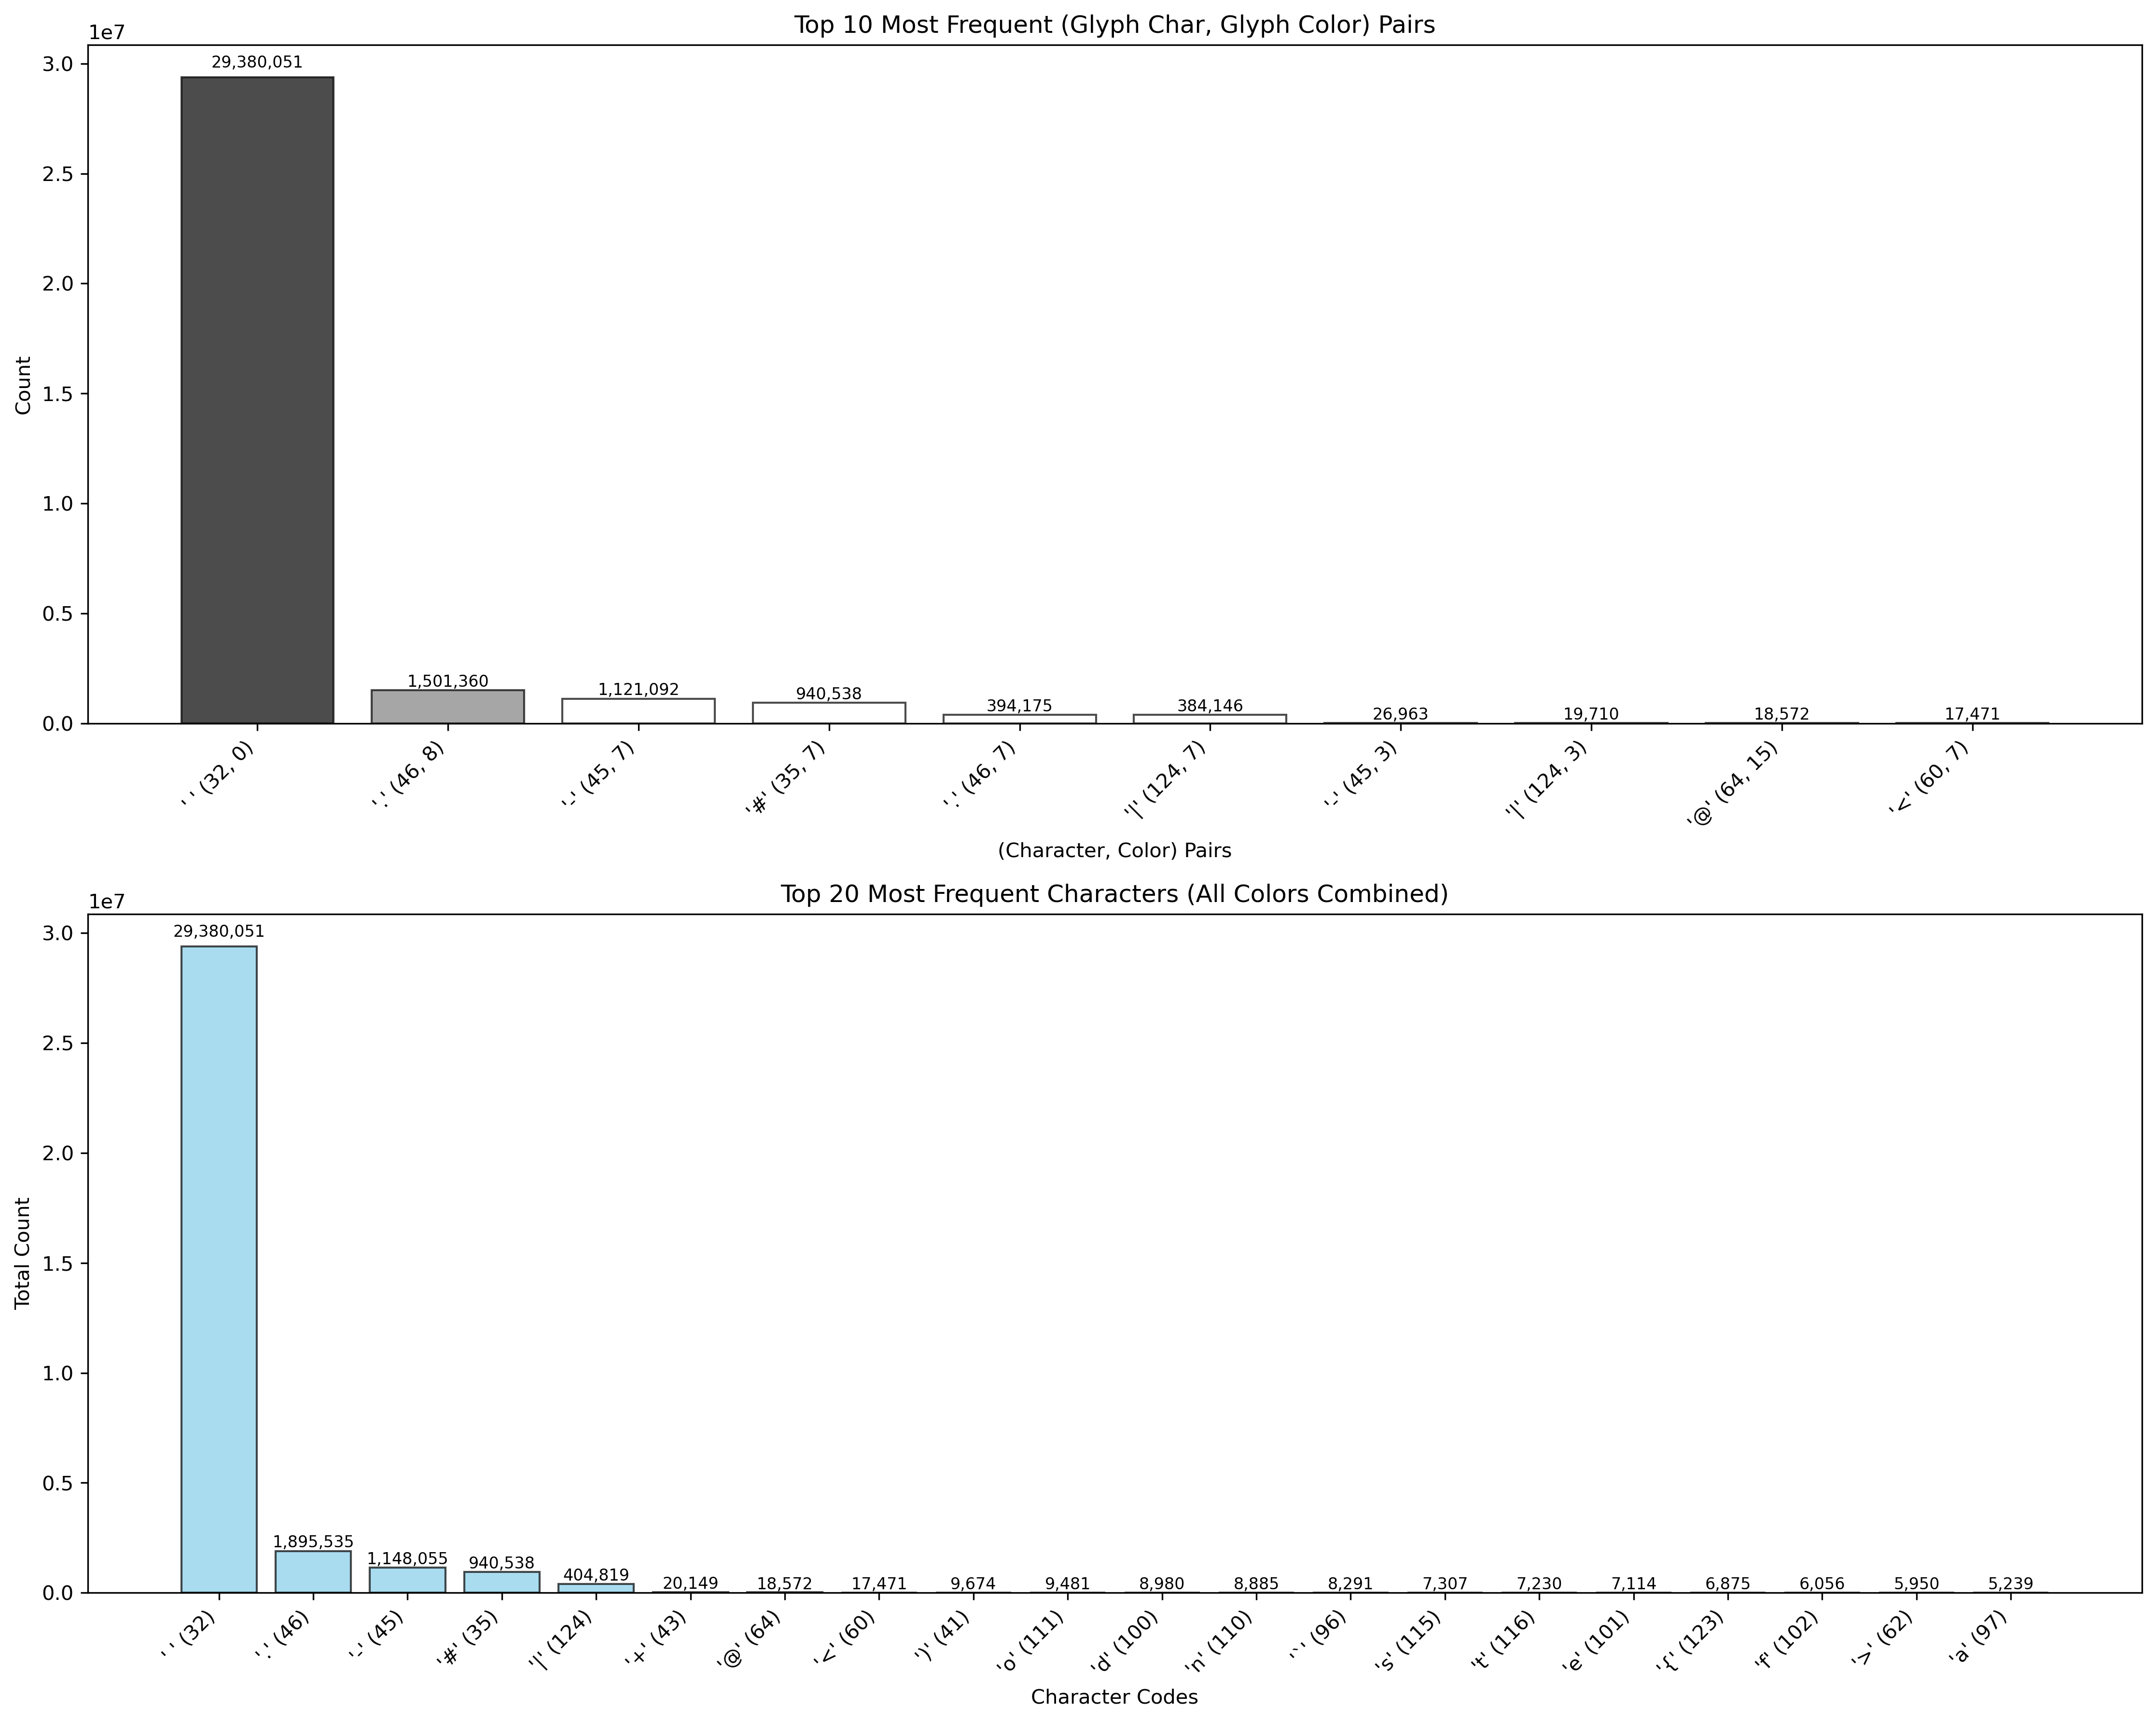 Top 10 Most Frequent (Glyph Char, Glyph Color) Pairs
1e7
3.0
2.5
2.0
1.5
1.0
0.5
0.0
Count
29,380,051
1,501,360
1,121,092
940,538
394,175
384,146
26,963
19,710
18,572
17,471
' ' (32, 0)
'.' (46, 8)
'-' (45, 7)
'#' (35, 7)
'.' (46, 7)
'|' (124, 7)
'-' (45, 3)
'|' (124, 3)
'@' (64, 15)
'<' (60, 7)
(Character, Color) Pairs
Top 20 Most Frequent Characters (All Colors Combined)
1e7
3.0
2.5
2.0
1.5
1.0
0.5
0.0
Total Count
29,380,051
1,895,535
1,148,055
940,538
404,819
20,149
18,572
17,471
9,674
9,481
8,980
8,885
8,291
7,307
7,230
7,114
6,875
6,056
5,950
5,239
' ' (32)
'.' (46)
'-' (45)
'#' (35)
'|' (124)
'+' (43)
'@' (64)
'<' (60)
')' (41)
'o' (111)
'd' (100)
'n' (110)
'`' (96)
's' (115)
't' (116)
'e' (101)
'{' (123)
'f' (102)
'>' (62)
'a' (97)
Character Codes